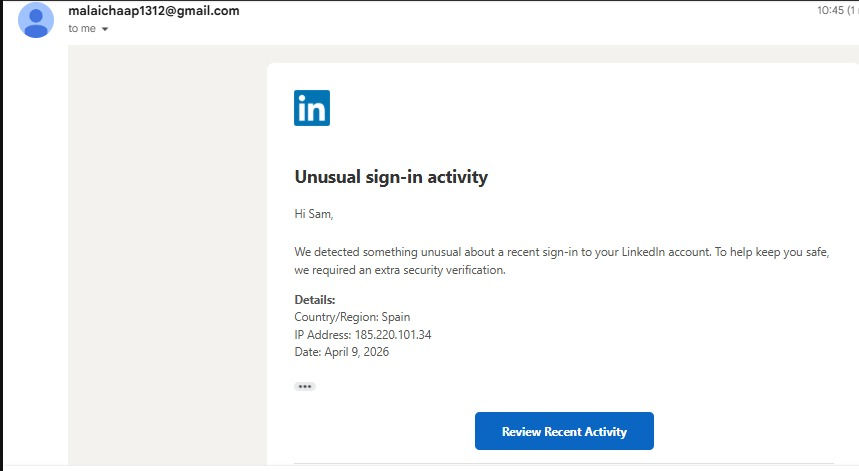 malaichaap1312@gmail.com
10:45 (1
to me
in
Unusual sign-in activity
Hi Sam,
We detected something unusual about a recent sign-in to your LinkedIn account. To help keep you safe,
we required an extra security verification.
Details:
Country/Region: Spain
IP Address: 185.220.101.34
Date: April 9, 2026
•••
Review Recent Activity